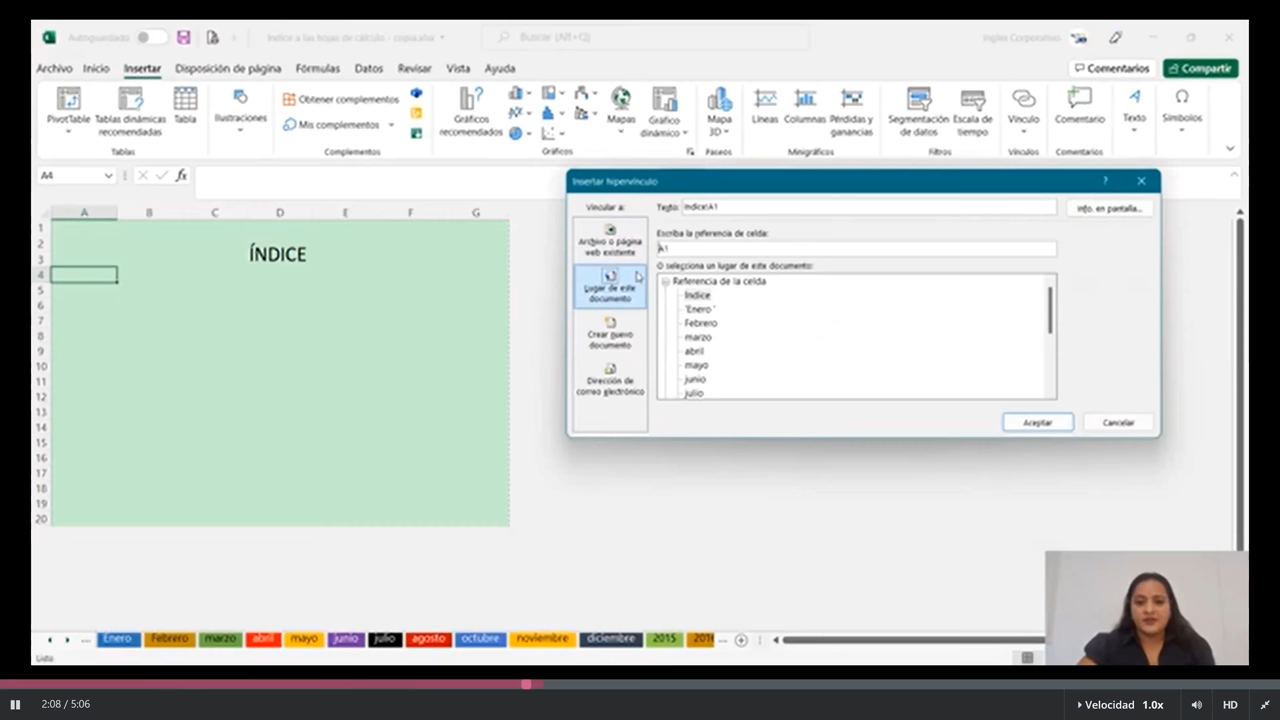 Autoguardado
Indice a las hojas de cálculo - copia.xlsx
Buscar (Alt+Q)
Ingles Corporativo
Archivo Inicio Insertar Disposición de página Fórmulas Datos Revisar Vista Ayuda
Comentarios
Compartir
PivotTable
Tablas dinámicas
recomendadas
Tabla
Tablas
Ilustraciones
Obtener complementos
Mis complementos
Complementos
Gráficos
recomendados
Mapas
Gráfico
dinámico
Gráficos
Mapa
3D
Paseos
Líneas
Columnas
Pérdidas y
ganancias
Minigráficos
Segmentación
de datos
Escala de
tiempo
Filtros
Vínculo
Vínculos
Comentario
Comentarios
Texto
Símbolos
A4
fx
A B C D E F G
1
2
3
4
5
6
7
8
9
10
11
12
13
14
15
16
17
18
19
20
ÍNDICE
Insertar hipervínculo
? ×
Vincular a:
Texto: Indice!A1
Info. en pantalla...
Archivo o página
web existente
Lugar de este
documento
Crear nuevo
documento
Dirección de
correo electrónico
Escriba la referencia de celda:
A1
O selecciona un lugar de este documento:
Referencia de la celda
Indice
'Enero '
Febrero
marzo
abril
mayo
junio
julio
Aceptar
Cancelar
... Enero Febrero marzo abril mayo junio julio agosto octubre noviembre diciembre 2015 2016 ...
Listo
2:08 / 5:06
Velocidad 1.0x
HD